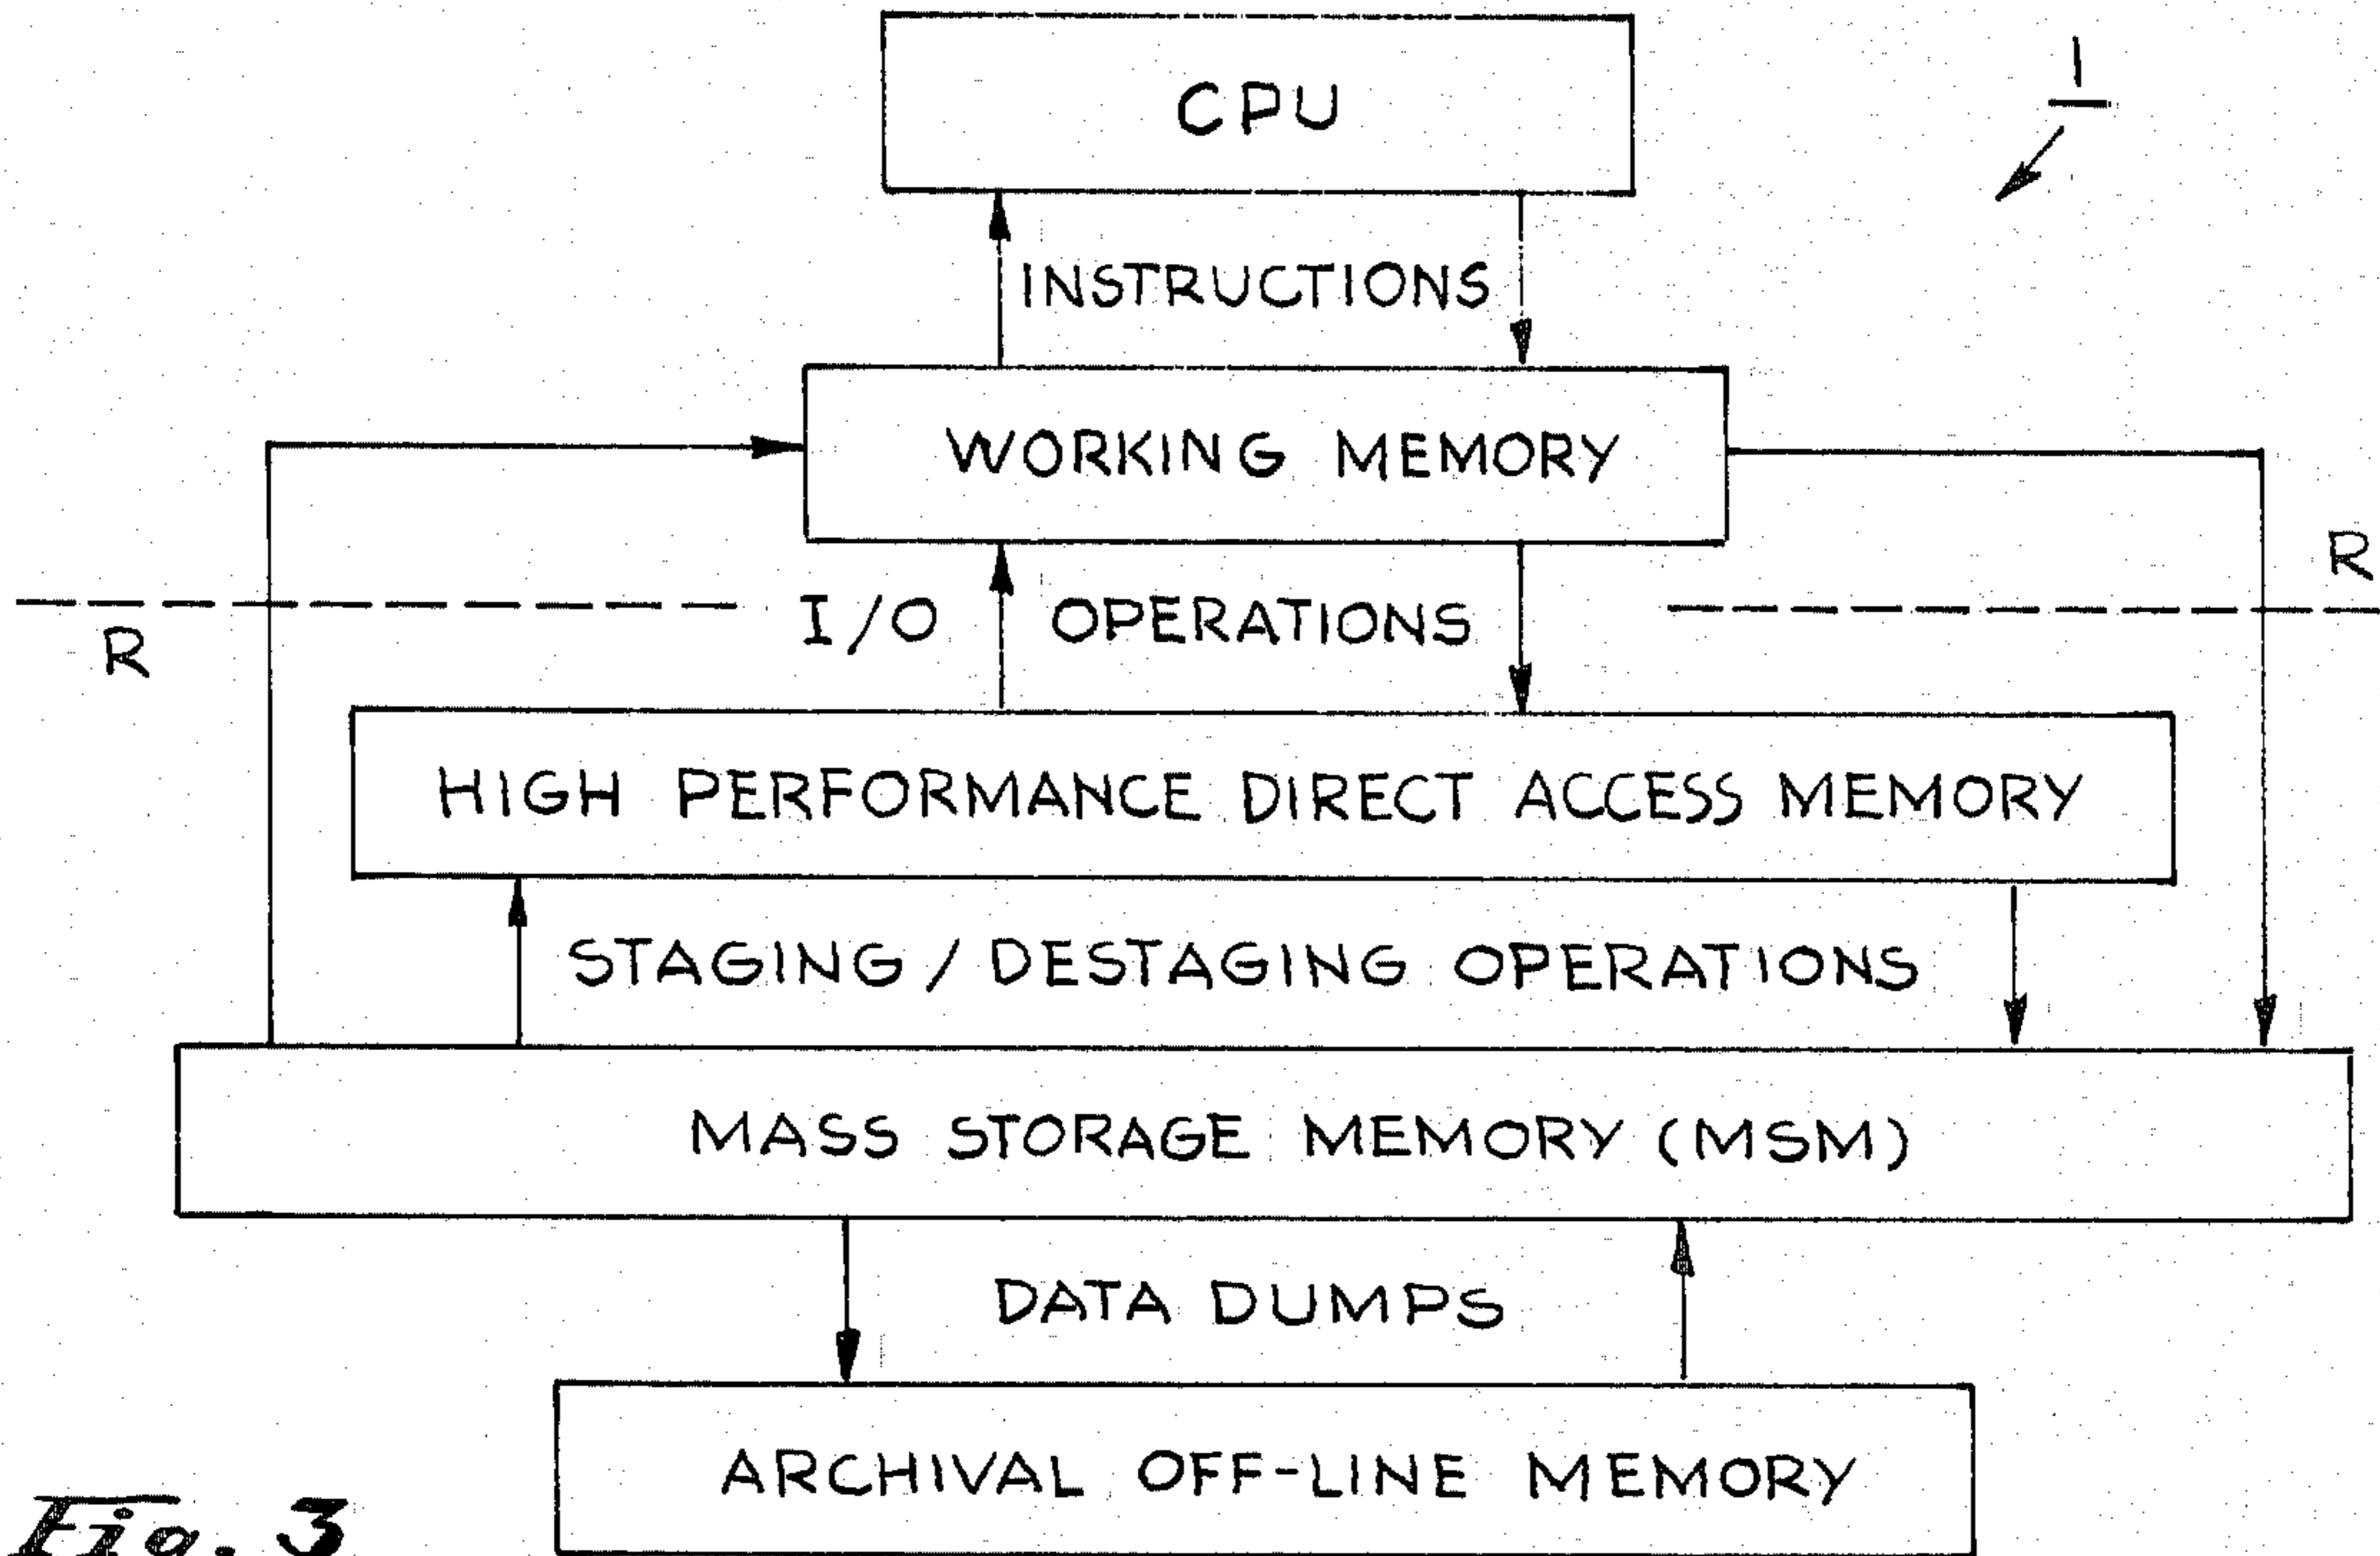 CPU
1
INSTRUCTIONS
WORKING MEMORY
R
I/O OPERATIONS
R
HIGH PERFORMANCE DIRECT ACCESS MEMORY
STAGING / DESTAGING OPERATIONS
MASS STORAGE MEMORY (MSM)
DATA DUMPS
ARCHIVAL OFF-LINE MEMORY
Fig. 3